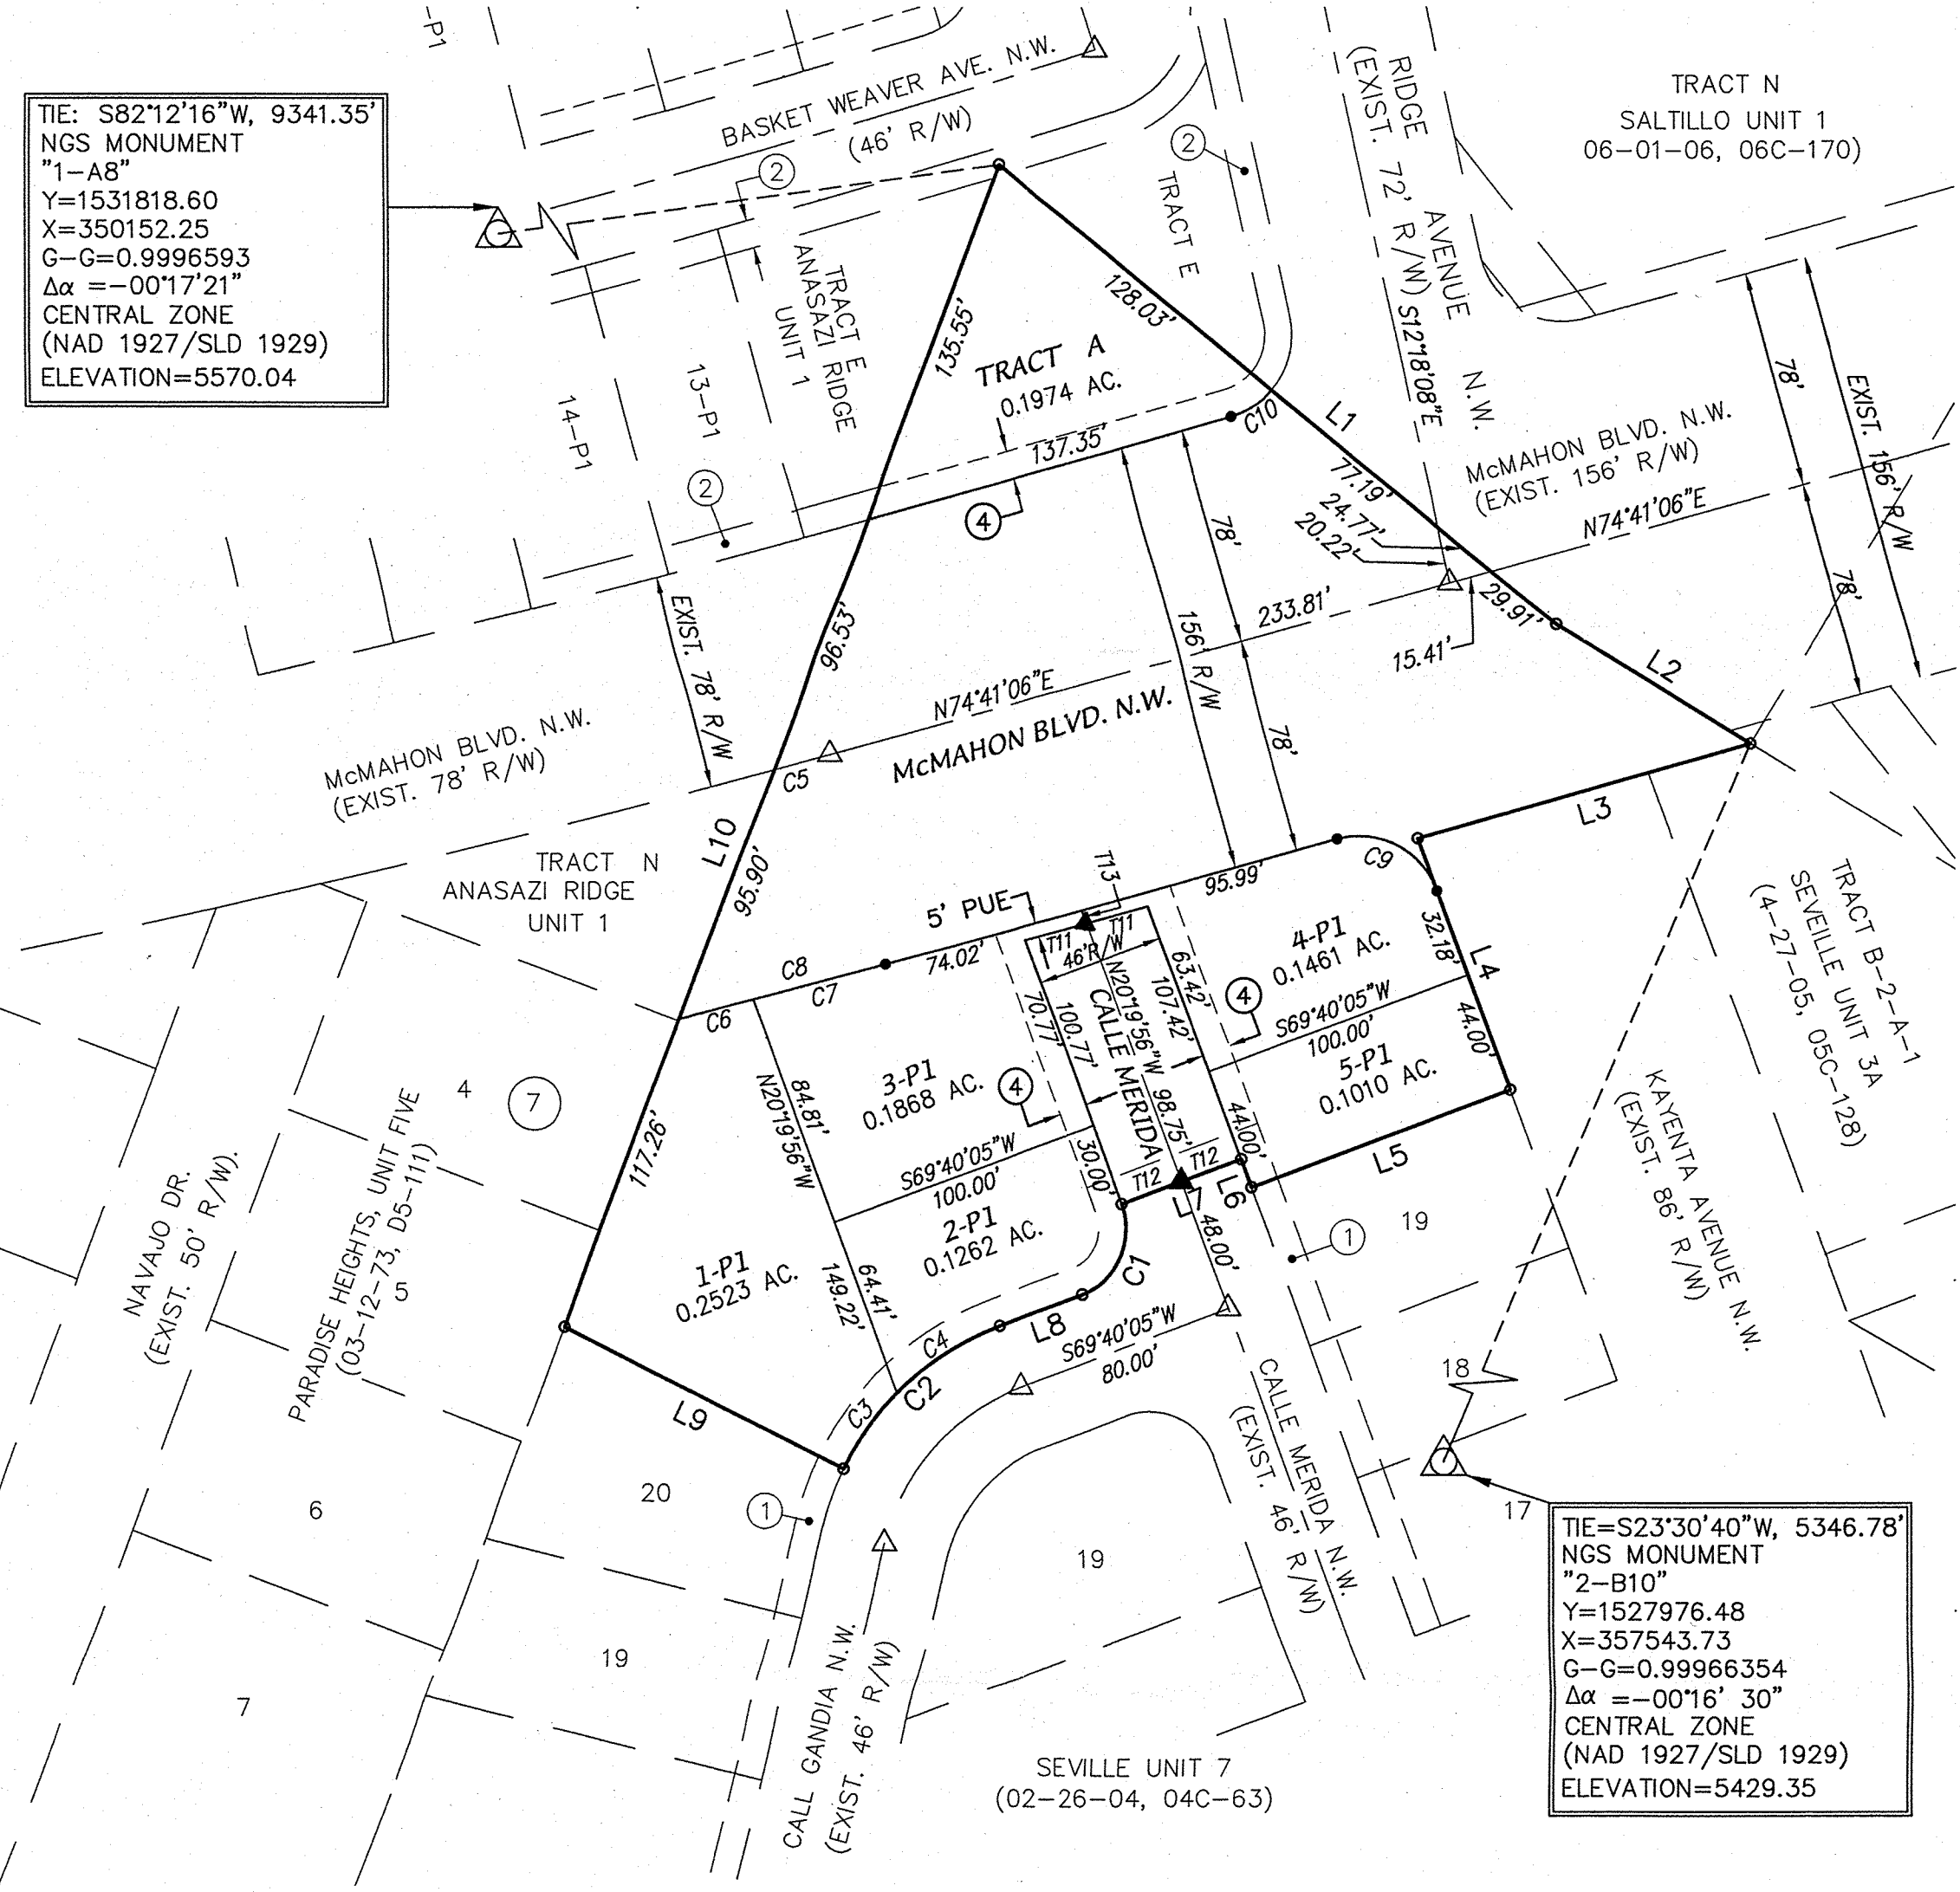 -P1
TIE: S82°12'16"W, 9341.35'
NGS MONUMENT
"1-A8"
Y=1531818.60
X=350152.25
G-G=0.9996593
Δα =-00°17'21"
CENTRAL ZONE
(NAD 1927/SLD 1929)
ELEVATION=5570.04
BASKET WEAVER AVE. N.W.
(46' R/W)
2
2
TRACT E
RIDGE AVENUE N.W.
(EXIST. 72' R/W)
S12°18'08"E
TRACT N
SALTILLO UNIT 1
06-01-06, 06C-170)
TRACT E
ANASAZI RIDGE
UNIT 1
13-P1
14-P1
2
135.55'
128.03'
TRACT A
0.1974 AC.
137.35'
C10
L1
77.19'
24.77'
20.22'
McMAHON BLVD. N.W.
(EXIST. 156' R/W)
N74°41'06"E
78'
EXIST. 156' R/W
78'
4
78'
156' R/W
233.81'
29.91'
15.41'
L2
EXIST. 78' R/W
96.53'
N74°41'06"E
McMAHON BLVD. N.W.
78'
McMAHON BLVD. N.W.
(EXIST. 78' R/W)
C5
L10
95.90'
TRACT N
ANASAZI RIDGE
UNIT 1
L3
C9
95.99'
T13
5' PUE
T11
T11
46'R/W
74.02'
C8
C7
C6
4-P1
0.1461 AC.
32.18'
L4
63.42'
107.42'
N20°19'56"W
98.75'
CALLE MERIDA
70.77'
100.77'
4
S69°40'05"W
100.00'
44.00'
5-P1
0.1010 AC.
TRACT B-2-A-1
SEVEILLE UNIT 3A
(4-27-05, 05C-128)
3-P1
0.1868 AC.
4
84.81'
N20°19'56"W
4
7
117.26'
S69°40'05"W
100.00'
30.00'
44.00'
T12
T12
L7
L6
L5
48.00'
2-P1
0.1262 AC.
1-P1
0.2523 AC.
64.41'
149.22'
C1
L8
C4
C2
C3
S69°40'05"W
80.00'
L9
1
19
KAYENTA AVENUE N.W.
(EXIST. 86' R/W)
NAVAJO DR.
(EXIST. 50' R/W).
PARADISE HEIGHTS, UNIT FIVE
(03-12-73, D5-111)
5
6
7
20
19
1
CALLE MERIDA N.W.
(EXIST. 46' R/W)
18
17
19
CALL GANDIA N.W.
(EXIST. 46' R/W)
SEVILLE UNIT 7
(02-26-04, 04C-63)
TIE=S23°30'40"W, 5346.78'
NGS MONUMENT
"2-B10"
Y=1527976.48
X=357543.73
G-G=0.99966354
Δα =-00°16' 30"
CENTRAL ZONE
(NAD 1927/SLD 1929)
ELEVATION=5429.35